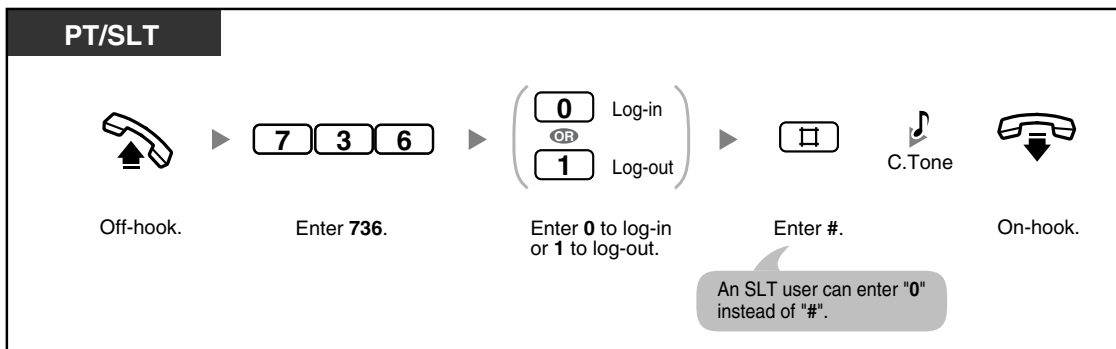 PT/SLT
7 3 6
0 Log-in
OR
1 Log-out
#
C.Tone
Off-hook.
Enter 736.
Enter 0 to log-in
or 1 to log-out.
Enter #.
On-hook.
An SLT user can enter "0"
instead of "#".